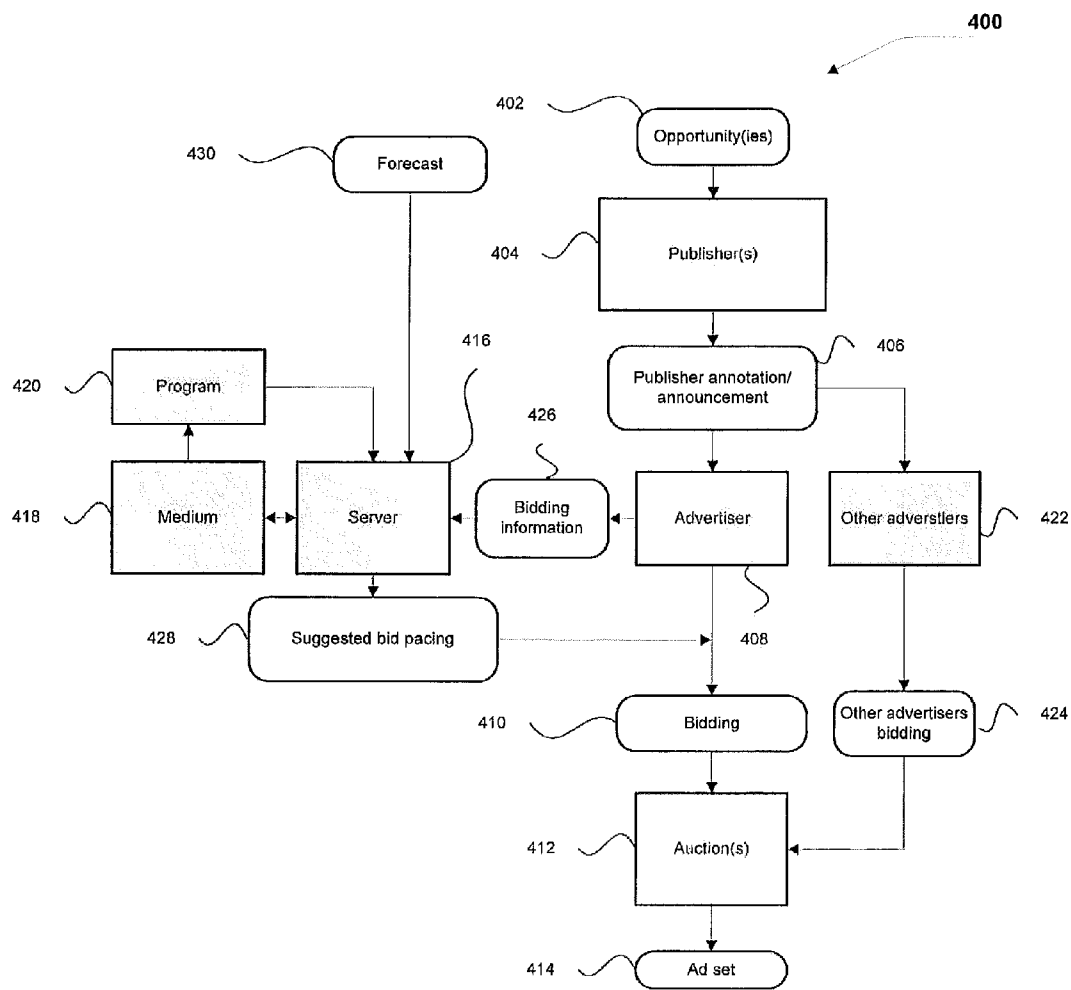 400
402
Opportunity(ies)
430
Forecast
404
Publisher(s)
416
406
Publisher annotation/
announcement
420
Program
426
418
Medium
Server
Bidding
information
Advertiser
Other adverstiers
422
428
Suggested bid pacing
408
410
Bidding
Other advertisers
bidding
424
412
Auction(s)
414
Ad set